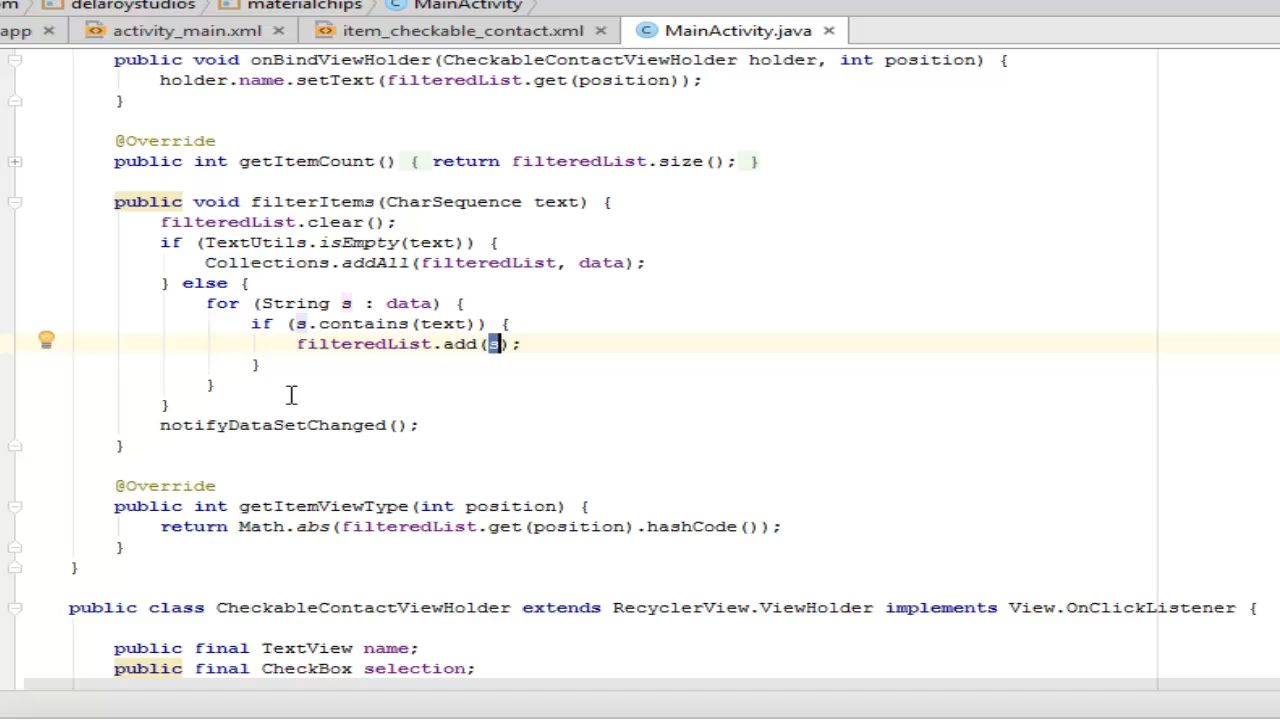 om delaroystudios materialchips MainActivity
app activity_main.xml item_checkable_contact.xml MainActivity.java
public void onBindViewHolder(CheckableContactViewHolder holder, int position) {
holder.name.setText(filteredList.get(position));
}
@Override
public int getItemCount() { return filteredList.size(); }
public void filterItems(CharSequence text) {
filteredList.clear();
if (TextUtils.isEmpty(text)) {
Collections.addAll(filteredList, data);
} else {
for (String s : data) {
if (s.contains(text)) {
filteredList.add(s);
}
}
}
notifyDataSetChanged();
}
@Override
public int getItemViewType(int position) {
return Math.abs(filteredList.get(position).hashCode());
}
}
public class CheckableContactViewHolder extends RecyclerView.ViewHolder implements View.OnClickListener {
public final TextView name;
public final CheckBox selection;